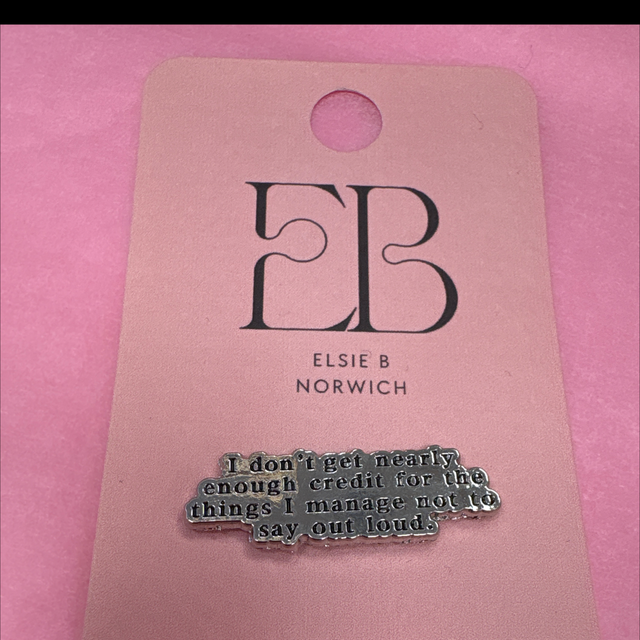 EB
ELSIE B
NORWICH
I don't get nearly
enough credit for the
things I manage not to
say out loud.